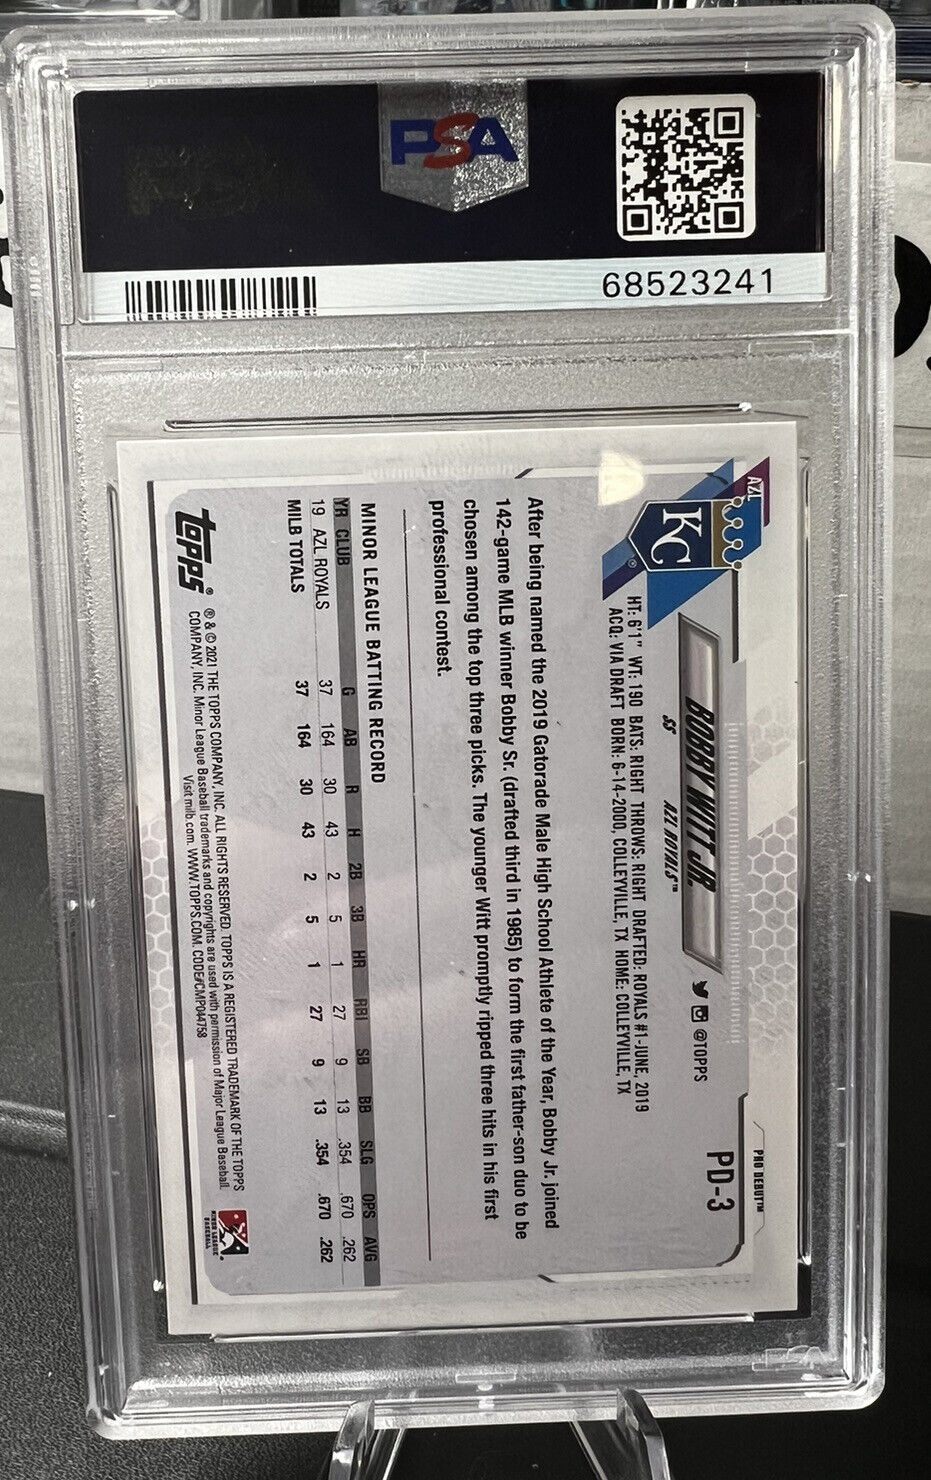 PSA
68523241
PRO DEBUT™
PD-3
AZL
KC
®
BOBBY WITT JR.
SS AZL ROYALS™
@TOPPS
HT: 6'1" WT: 190 BATS: RIGHT THROWS: RIGHT DRAFTED: ROYALS #1-JUNE, 2019
ACQ: VIA DRAFT BORN: 6-14-2000, COLLEYVILLE, TX HOME: COLLEYVILLE, TX
After being named the 2019 Gatorade Male High School Athlete of the Year, Bobby Jr. joined
142-game MLB winner Bobby Sr. (drafted third in 1985) to form the first father-son duo to be
chosen among the top three picks. The younger Witt promptly ripped three hits in his first
professional contest.
MINOR LEAGUE BATTING RECORD
YR CLUB G AB R H 2B 3B HR RBI SB BB SLG OPS AVG
19 AZL ROYALS 37 164 30 43 2 5 1 27 9 13 .354 .670 .262
MILB TOTALS 37 164 30 43 2 5 1 27 9 13 .354 .670 .262
topps®
® & © 2021 THE TOPPS COMPANY, INC. ALL RIGHTS RESERVED. TOPPS IS A REGISTERED TRADEMARK OF THE TOPPS
COMPANY, INC. Minor League Baseball trademarks and copyrights are used with permission of Major League Baseball.
Visit milb.com. WWW.TOPPS.COM. CODE#CMP044758
MINOR LEAGUE
BASEBALL
PSA